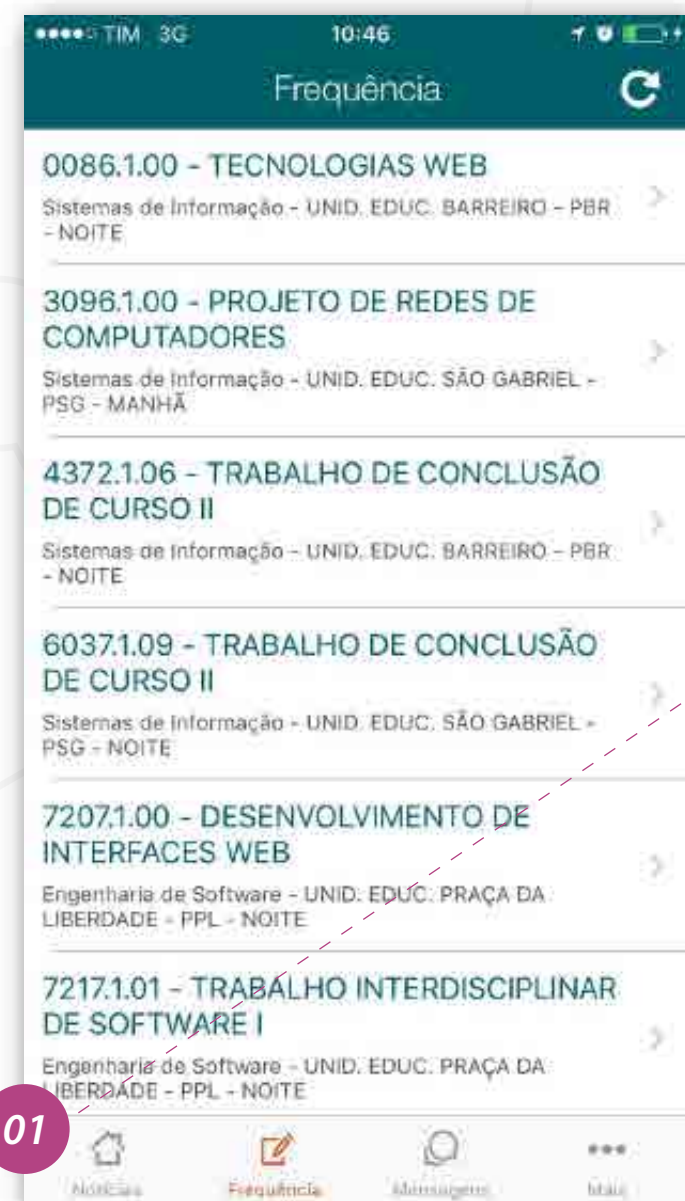 TIM 3G 10:46
Frequência
0086.1.00 - TECNOLOGIAS WEB
Sistemas de Informação - UNID. EDUC. BARREIRO - PBR
- NOITE
3096.1.00 - PROJETO DE REDES DE
COMPUTADORES
Sistemas de Informação - UNID. EDUC. SÃO GABRIEL -
PSG - MANHÃ
4372.1.06 - TRABALHO DE CONCLUSÃO
DE CURSO II
Sistemas de Informação - UNID. EDUC. BARREIRO - PBR
- NOITE
6037.1.09 - TRABALHO DE CONCLUSÃO
DE CURSO II
Sistemas de Informação - UNID. EDUC. SÃO GABRIEL -
PSG - NOITE
7207.1.00 - DESENVOLVIMENTO DE
INTERFACES WEB
Engenharia de Software - UNID. EDUC. PRAÇA DA
LIBERDADE - PPL - NOITE
7217.1.01 - TRABALHO INTERDISCIPLINAR
DE SOFTWARE I
Engenharia de Software - UNID. EDUC. PRAÇA DA
LIBERDADE - PPL - NOITE
01
Notícias Frequência Mensagens Mais